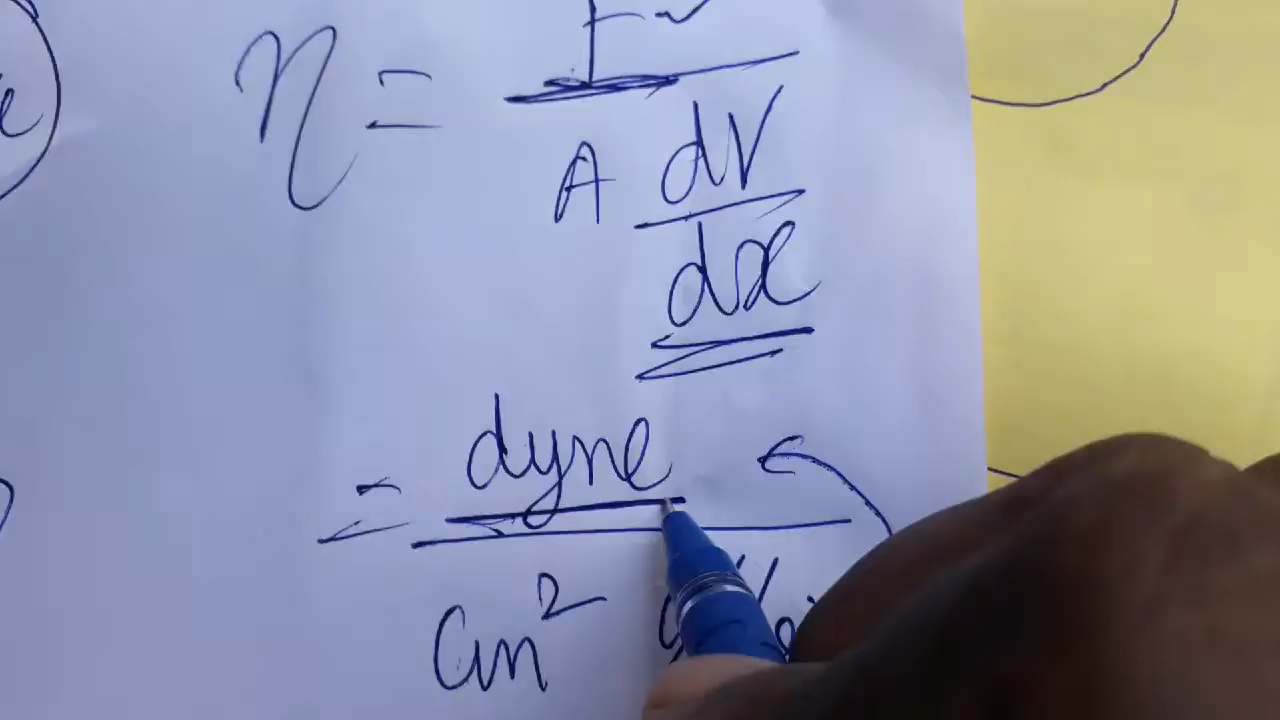 η = F
A dV
dx
= dyne
cm²